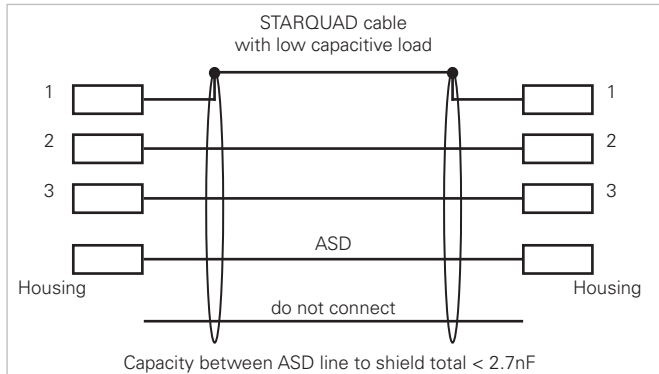 STARQUAD cable
with low capacitive load
1 1
2 2
3 3
ASD
Housing Housing
do not connect
Capacity between ASD line to shield total < 2.7nF